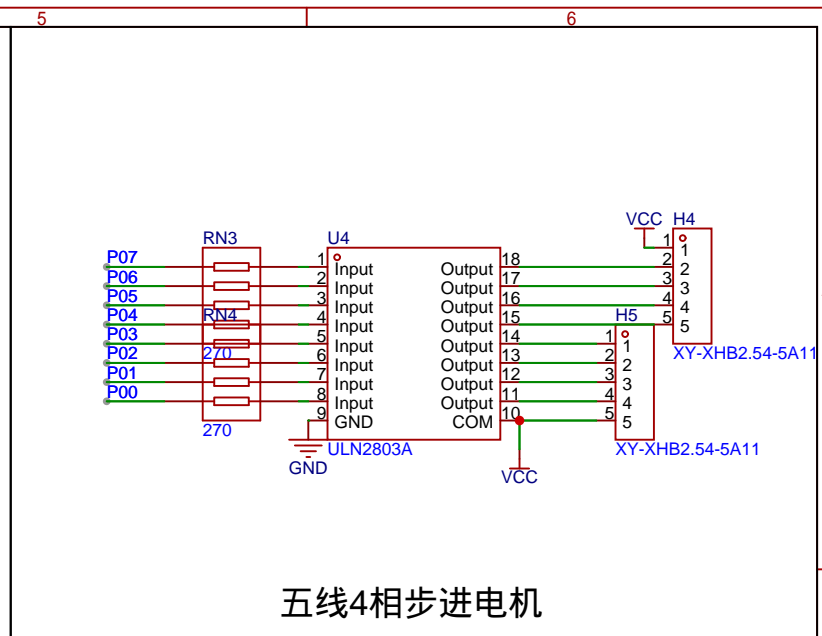 5 6
VCC H4
RN3 U4
P07 1 Input Output 18 1 1
P06 2 Input Output 17 2 2
P05 3 Input Output 16 3 3
P04 RN4 4 Input Output 15 4 4
P03 5 Input Output 14 H5 5 5
270 XY-XHB2.54-5A11
P02 6 Input Output 13 1 1
P01 7 Input Output 12 2 2
P00 8 Input Output 11 3 3
9 GND COM 10 4 4
5 5
270 ULN2803A XY-XHB2.54-5A11
GND VCC
五线4相步进电机